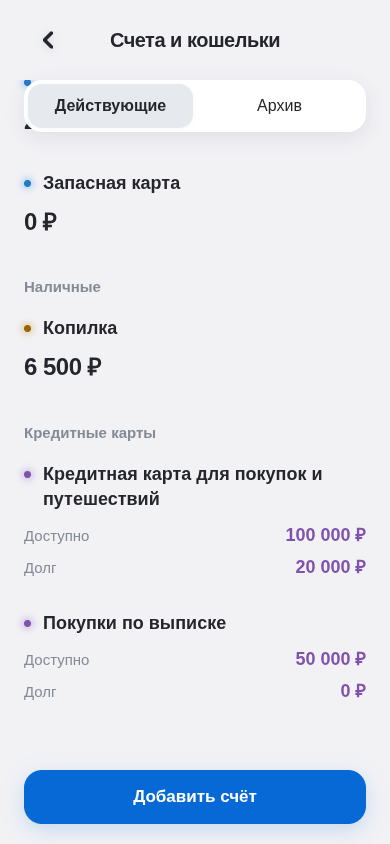 Счета и кошельки
Действующие
Архив
Запасная карта
0 ₽
Наличные
Копилка
6 500 ₽
Кредитные карты
Кредитная карта для покупок и
путешествий
Доступно 100 000 ₽
Долг 20 000 ₽
Покупки по выписке
Доступно 50 000 ₽
Долг 0 ₽
Добавить счёт